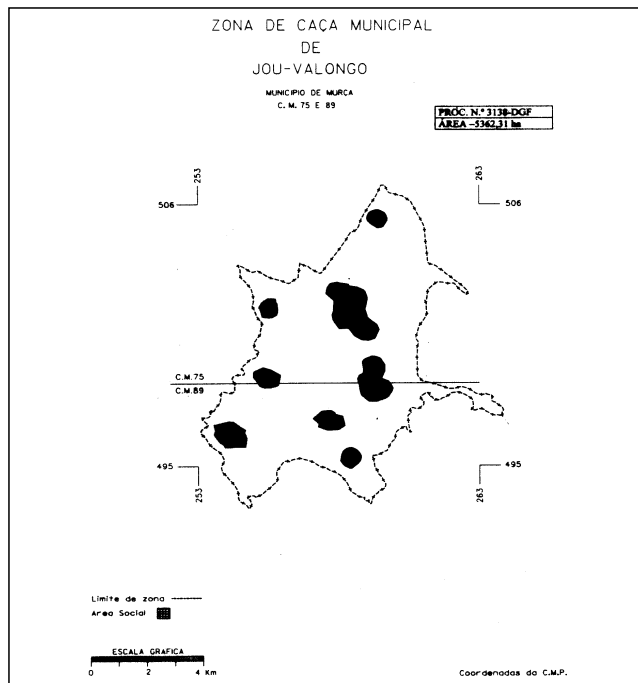 ZONA DE CAÇA MUNICIPAL
DE
JOU-VALONGO
MUNICIPIO DE MURCA
C. M. 75 E 89
PROC. N.º 3138-DGF
ÁREA -5362,31 ha
253
263
506
506
C.M.75
C.M.89
495
495
253
263
Limite de zona
Area Social
ESCALA GRAFICA
0 2 4 Km
Coordenadas da C.M.P.